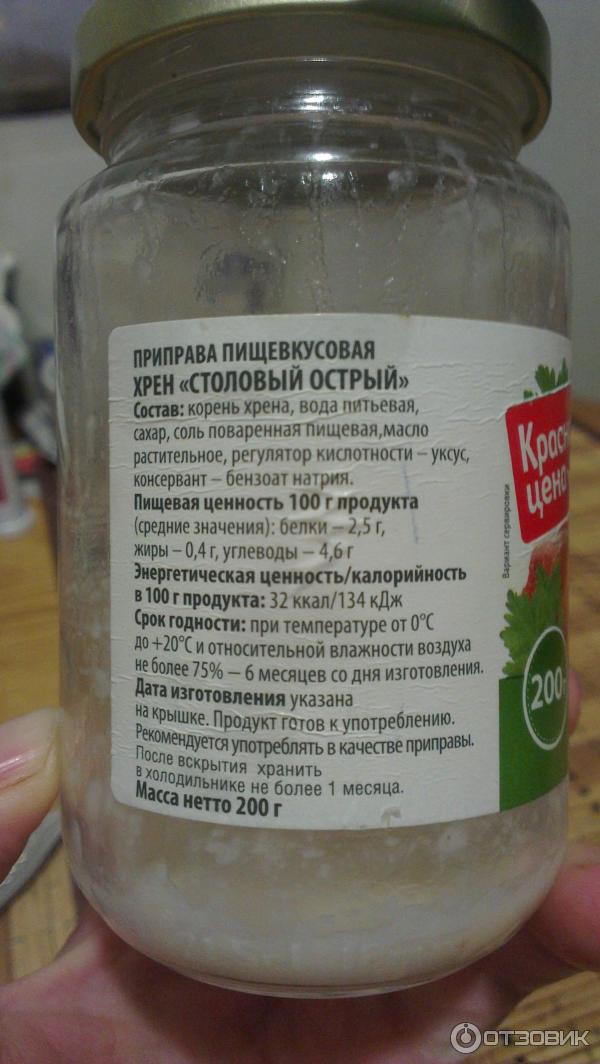 ПРИПРАВА ПИЩЕВКУСОВАЯ
ХРЕН «СТОЛОВЫЙ ОСТРЫЙ»
Состав: корень хрена, вода питьевая,
сахар, соль поваренная пищевая,масло
растительное, регулятор кислотности – уксус,
консервант – бензоат натрия.
Пищевая ценность 100 г продукта
(средние значения): белки – 2,5 г,
жиры – 0,4 г, углеводы – 4,6 г
Энергетическая ценность/калорийность
в 100 г продукта: 32 ккал/134 кДж
Срок годности: при температуре от 0°С
до +20°С и относительной влажности воздуха
не более 75% – 6 месяцев со дня изготовления.
Дата изготовления указана
на крышке. Продукт готов к употреблению.
Рекомендуется употреблять в качестве приправы.
После вскрытия хранить
в холодильнике не более 1 месяца.
Масса нетто 200 г
Красн
цена
Вариант сервировки
200
ОТЗОВИК